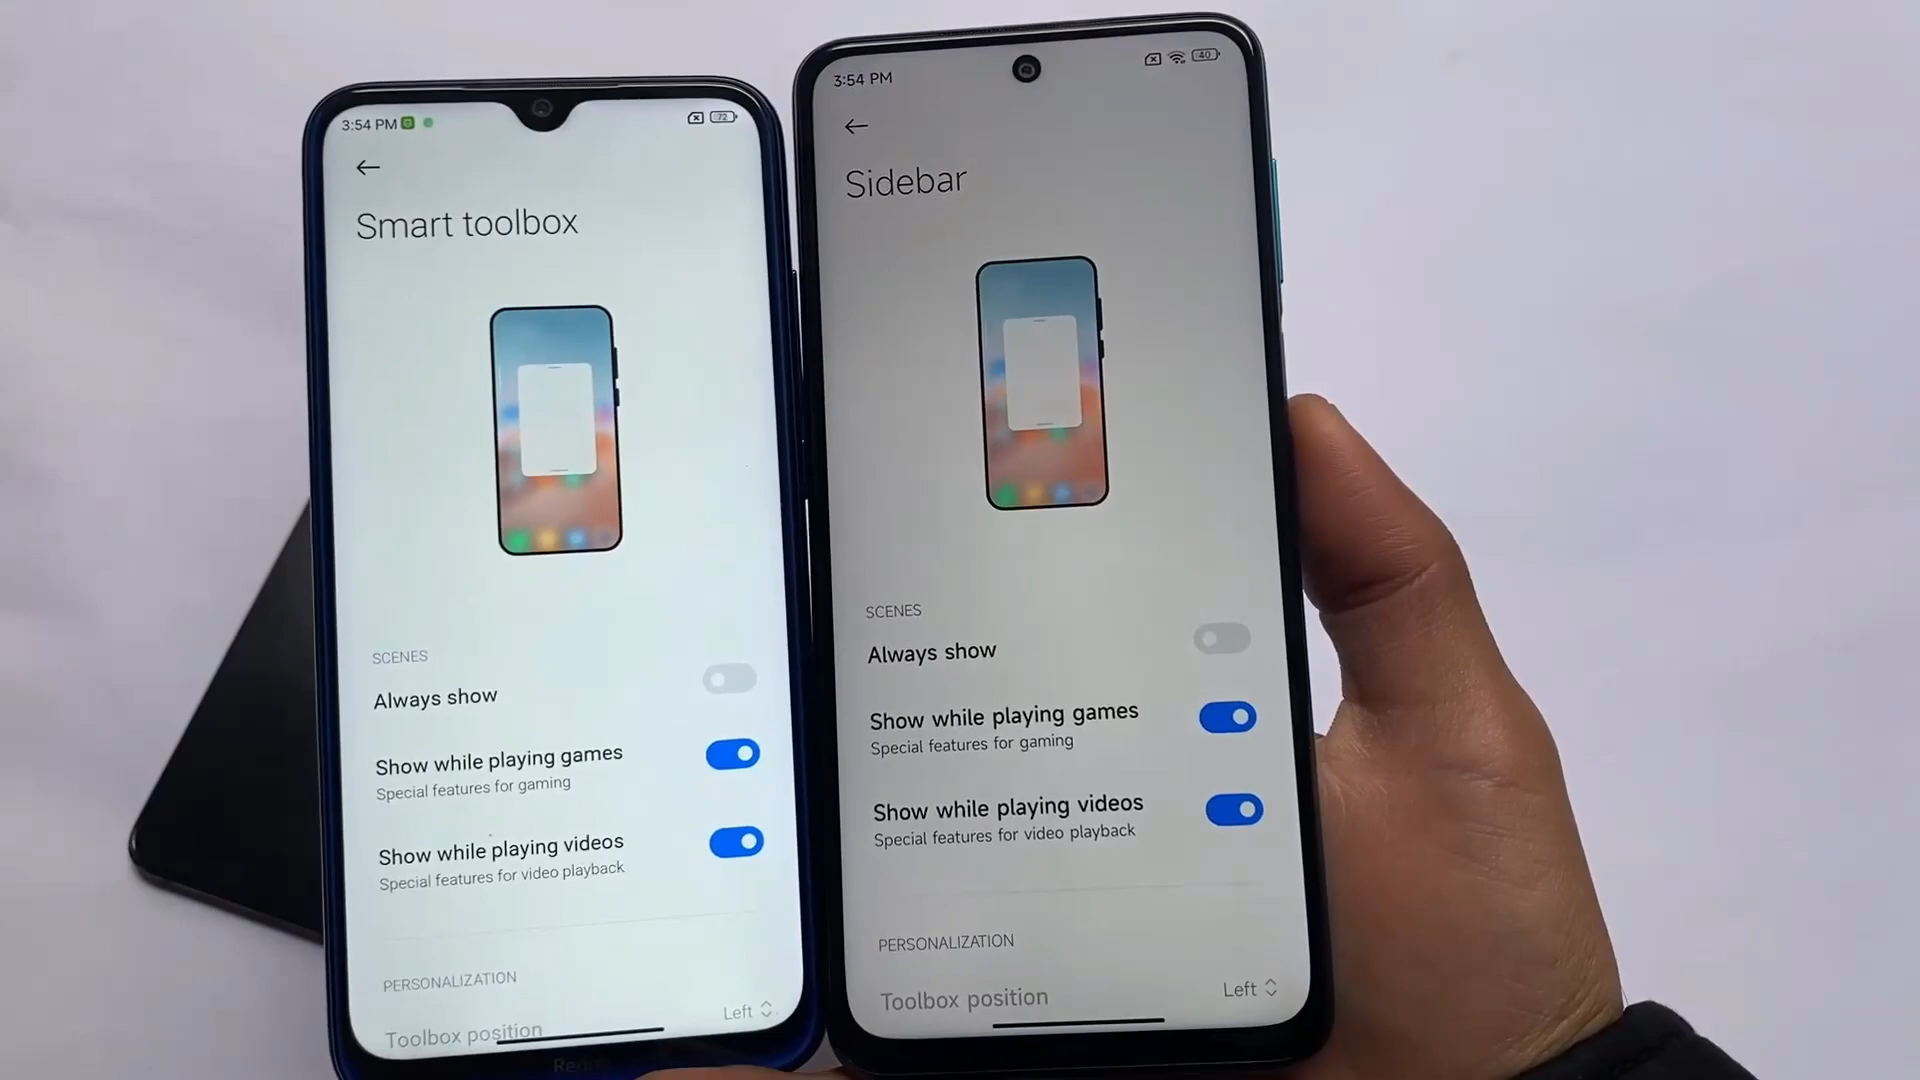 3:54 PM
72
Smart toolbox
SCENES
Always show
Show while playing games
Special features for gaming
Show while playing videos
Special features for video playback
PERSONALIZATION
Toolbox position
Left
3:54 PM
40
Sidebar
SCENES
Always show
Show while playing games
Special features for gaming
Show while playing videos
Special features for video playback
PERSONALIZATION
Toolbox position
Left